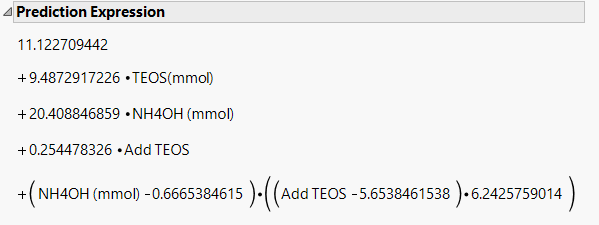 Prediction Expression
11.122709442
+ 9.4872917226 • TEOS(mmol)
+ 20.408846859 • NH4OH (mmol)
+ 0.254478326 • Add TEOS
+ ( NH4OH (mmol) - 0.6665384615 ) • ( ( Add TEOS - 5.6538461538 ) • 6.2425759014 )